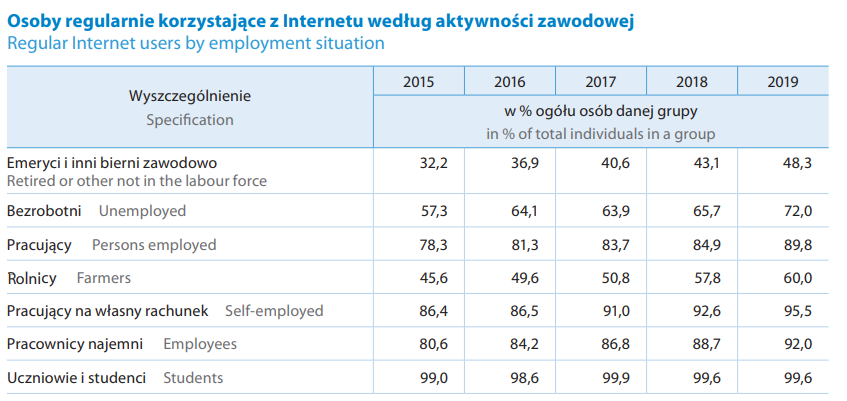 Osoby regularnie korzystające z Internetu według aktywności zawodowej
Regular Internet users by employment situation
Wyszczególnienie
Specification
2015 2016 2017 2018 2019
w % ogółu osób danej grupy
in % of total individuals in a group
Emeryci i inni bierni zawodowo 32,2 36,9 40,6 43,1 48,3
Retired or other not in the labour force
Bezrobotni Unemployed 57,3 64,1 63,9 65,7 72,0
Pracujący Persons employed 78,3 81,3 83,7 84,9 89,8
Rolnicy Farmers 45,6 49,6 50,8 57,8 60,0
Pracujący na własny rachunek Self-employed 86,4 86,5 91,0 92,6 95,5
Pracownicy najemni Employees 80,6 84,2 86,8 88,7 92,0
Uczniowie i studenci Students 99,0 98,6 99,9 99,6 99,6